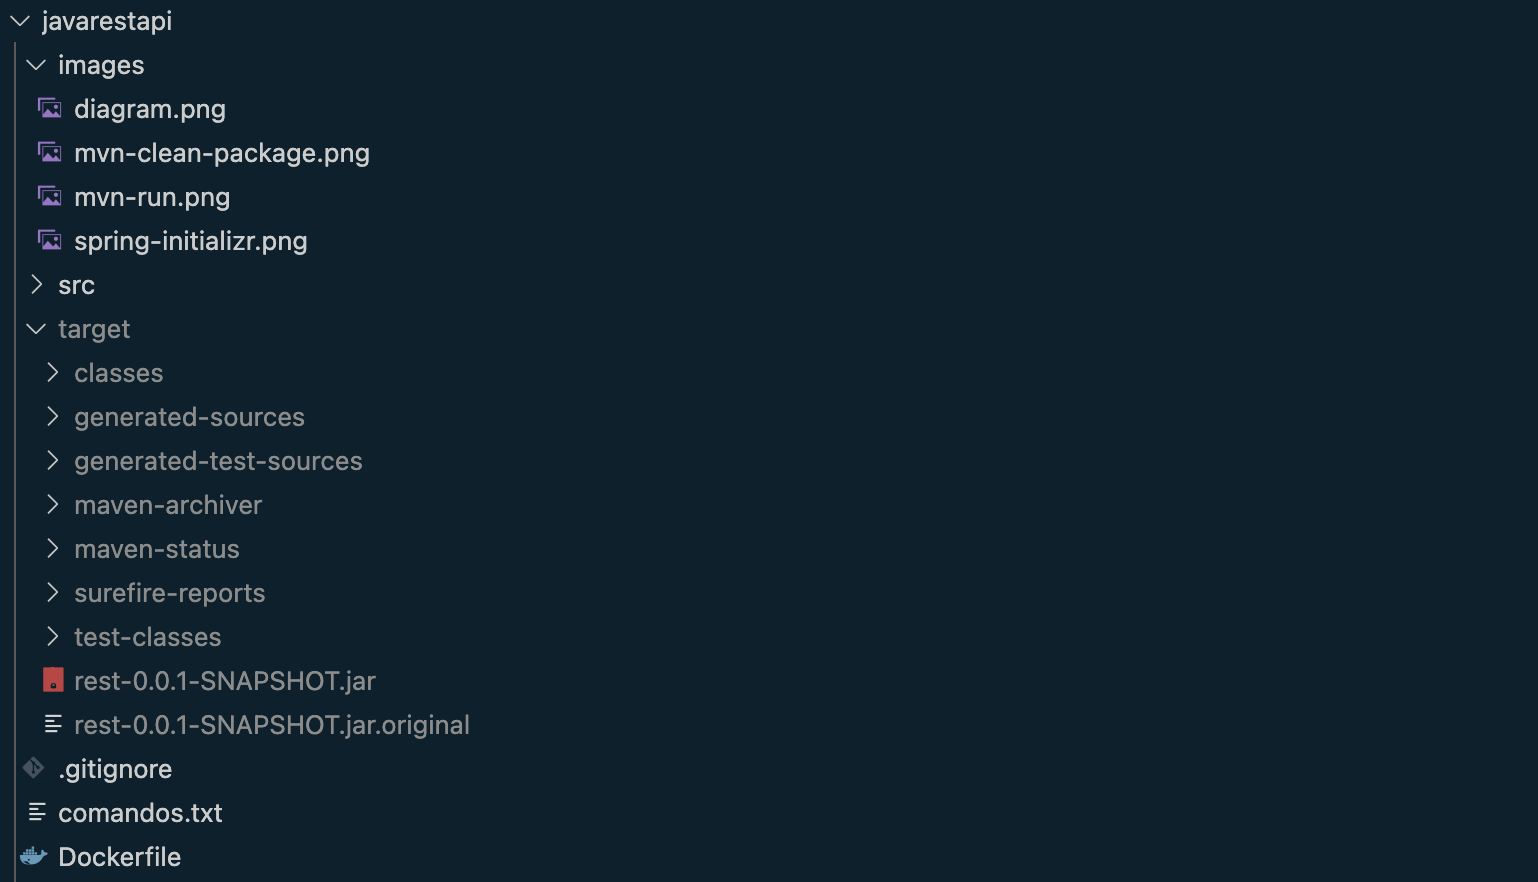 javarestapi
images
diagram.png
mvn-clean-package.png
mvn-run.png
spring-initializr.png
src
target
classes
generated-sources
generated-test-sources
maven-archiver
maven-status
surefire-reports
test-classes
rest-0.0.1-SNAPSHOT.jar
rest-0.0.1-SNAPSHOT.jar.original
.gitignore
comandos.txt
Dockerfile